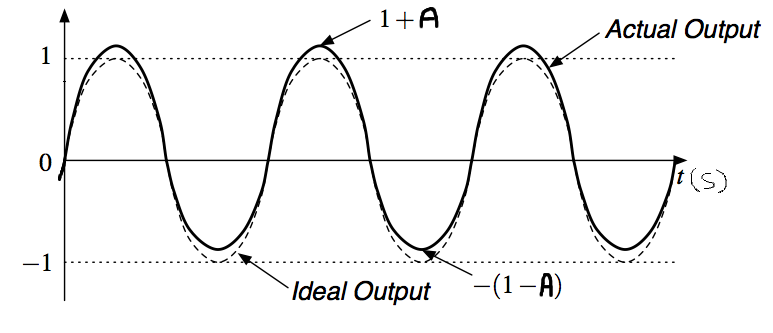 1+A
Actual Output
1
0
t(s)
−1
Ideal Output
−(1−A)